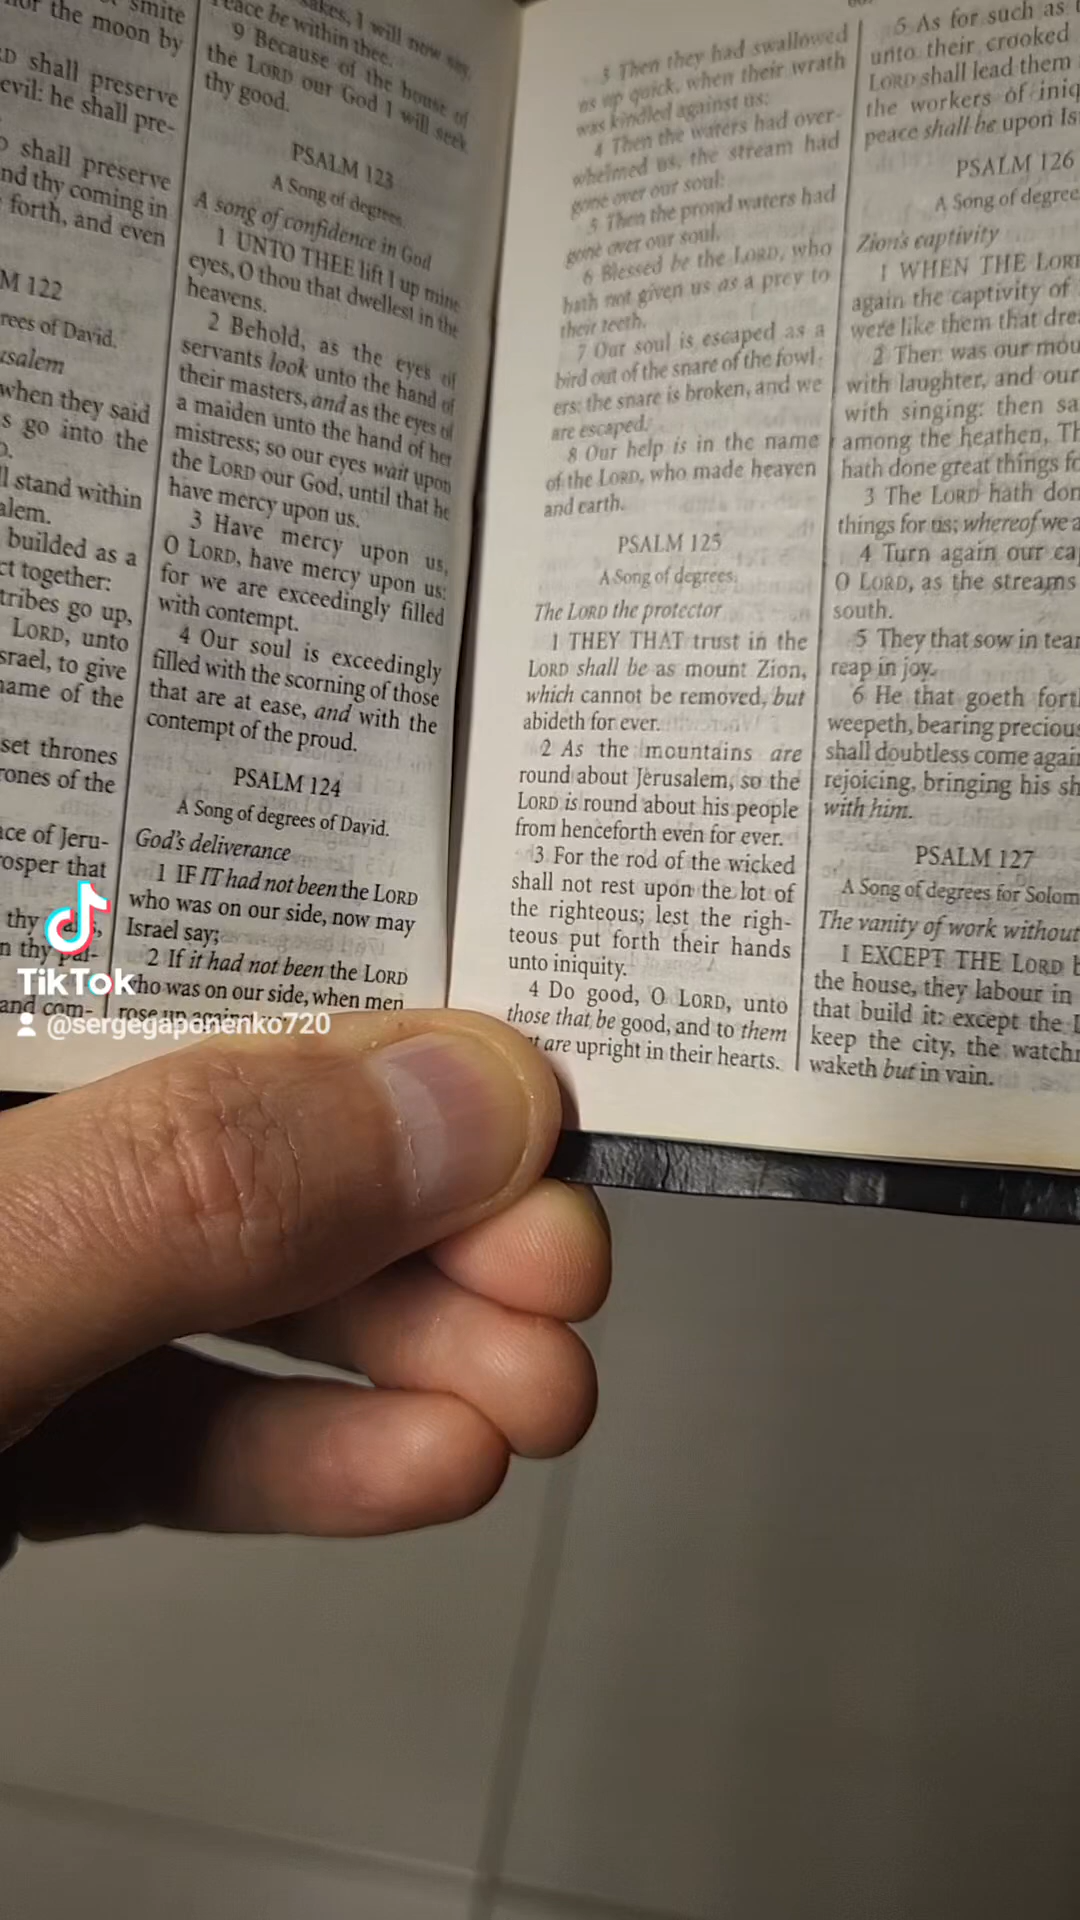 smite
for the moon by
shall preserve
evil: he shall pre-
shall preserve
nd thy coming in
forth, and even
M 122
rees of David.
usalem
when they said
s go into the
ll stand within
alem.
builded as a
ct together:
tribes go up,
LORD, unto
srael, to give
name of the
set thrones
rones of the
ace of Jeru-
rosper that
thy
n thy pal-
and com-
sakes, I will now say,
Peace be within thee.
9 Because of the house of
the LORD our God I will seek
thy good.
PSALM 123
A Song of degrees.
A song of confidence in God
1 UNTO THEE lift I up mine
eyes, O thou that dwellest in the
heavens.
2 Behold, as the eyes of
servants look unto the hand of
their masters, and as the eyes of
a maiden unto the hand of her
mistress; so our eyes wait upon
the LORD our God, until that he
have mercy upon us.
3 Have mercy upon us,
O LORD, have mercy upon us:
for we are exceedingly filled
with contempt.
4 Our soul is exceedingly
filled with the scorning of those
that are at ease, and with the
contempt of the proud.
PSALM 124
A Song of degrees of David.
God's deliverance
1 IF IT had not been the LORD
who was on our side, now may
Israel say;
2 If it had not been the LORD
who was on our side, when men
rose up against
3 Then they had swallowed
us up quick, when their wrath
was kindled against us:
4 Then the waters had over-
whelmed us, the stream had
gone over our soul:
5 Then the proud waters had
gone over our soul.
6 Blessed be the LORD, who
hath not given us as a prey to
their teeth.
7 Our soul is escaped as a
bird out of the snare of the fowl-
ers: the snare is broken, and we
are escaped.
8 Our help is in the name
of the LORD, who made heaven
and earth.
PSALM 125
A Song of degrees.
The LORD the protector
1 THEY THAT trust in the
LORD shall be as mount Zion,
which cannot be removed, but
abideth for ever.
2 As the mountains are
round about Jerusalem, so the
LORD is round about his people
from henceforth even for ever.
3 For the rod of the wicked
shall not rest upon the lot of
the righteous; lest the righ-
teous put forth their hands
unto iniquity.
4 Do good, O LORD, unto
those that be good, and to them
are upright in their hearts.
5 As for such as
unto their crooked
LORD shall lead them
the workers of iniq
peace shall be upon Is
PSALM 126
A Song of degree
Zion's captivity
1 WHEN THE LORD
again the captivity of
were like them that dre
2 Then was our mou
with laughter, and our
with singing: then sa
among the heathen, Th
hath done great things fo
3 The LORD hath don
things for us; whereof we a
4 Turn again our cap
O LORD, as the streams
south.
5 They that sow in tear
reap in joy.
6 He that goeth fort
weepeth, bearing precious
shall doubtless come again
rejoicing, bringing his sh
with him.
PSALM 127
A Song of degrees for Solom
The vanity of work without
1 EXCEPT THE LORD b
the house, they labour in
that build it: except the L
keep the city, the watchm
waketh but in vain.
TikTok
@sergegaponenko720